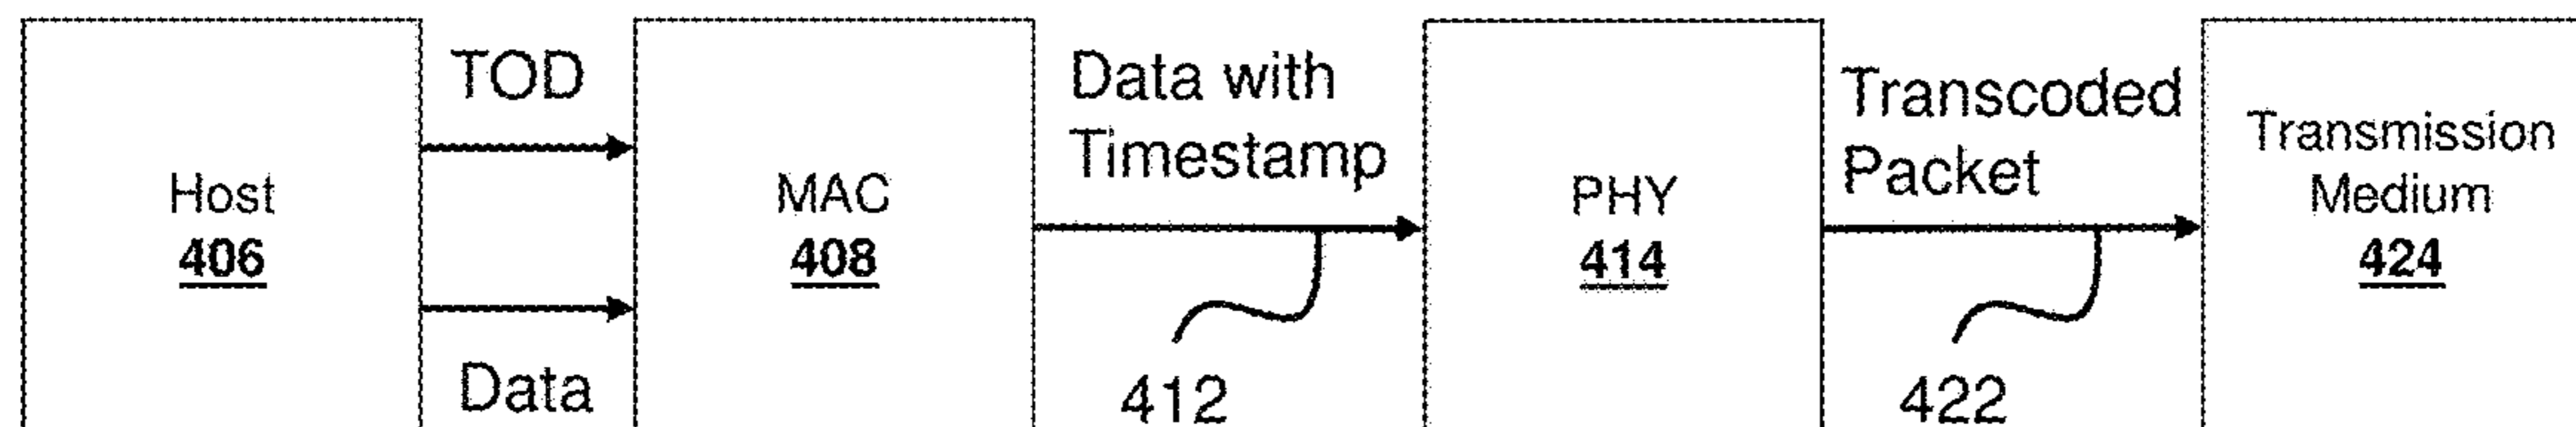 Host
406
TOD
Data
MAC
408
Data with
Timestamp
412
PHY
414
Transcoded
Packet
422
Transmission
Medium
424